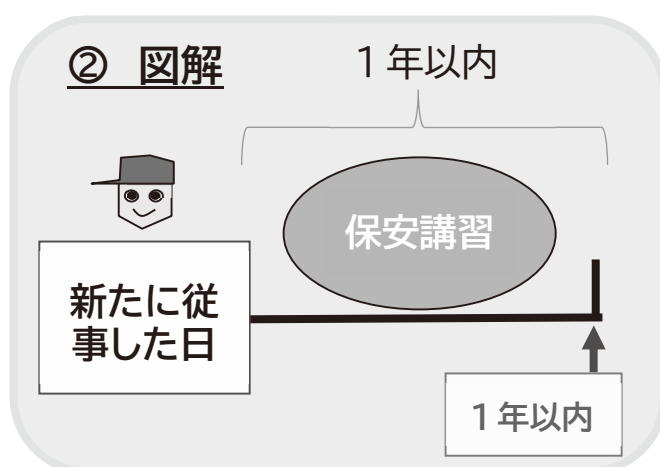 ② 図解
1年以内
保安講習
新たに従
事した日
1年以内